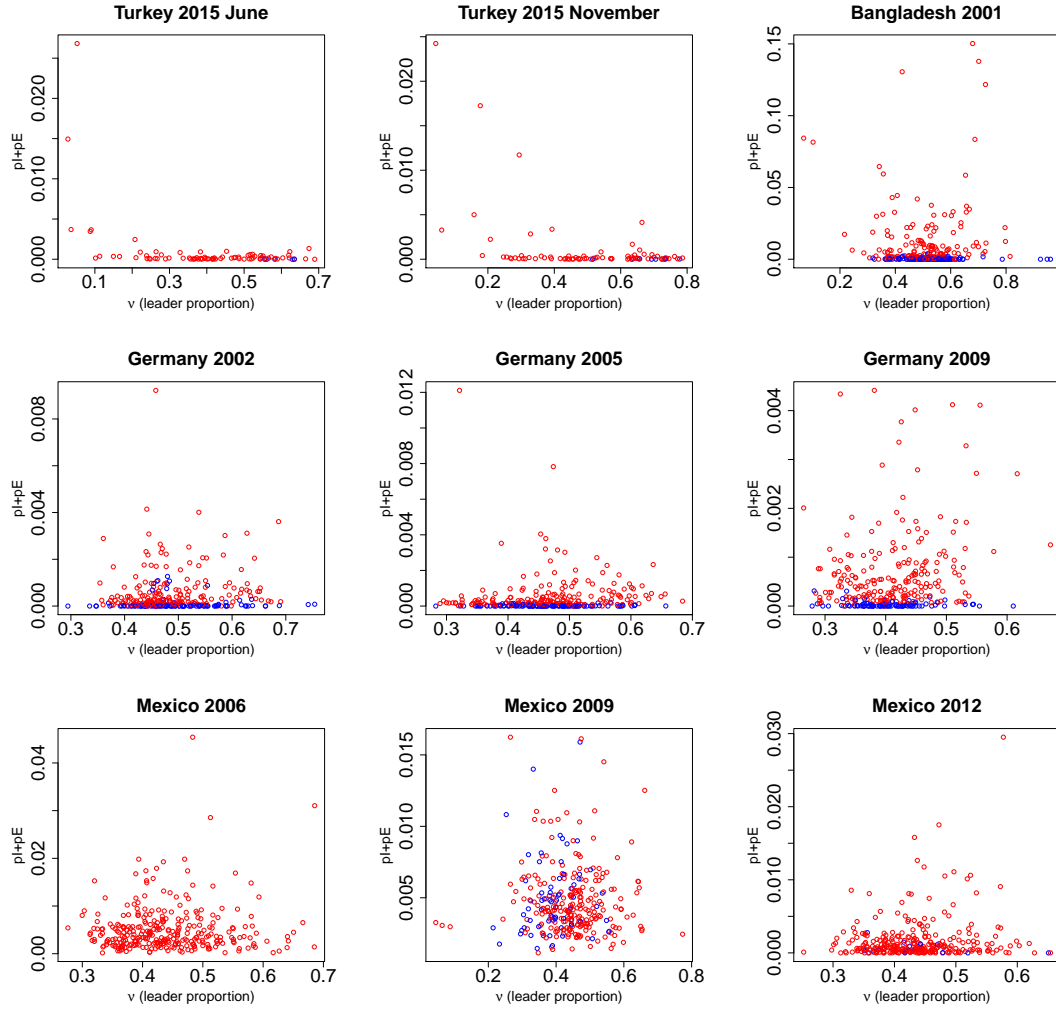 Turkey 2015 June
pI+pE
0.000 0.010 0.020
0.1 0.3 0.5 0.7
ν (leader proportion)
Turkey 2015 November
pI+pE
0.000 0.010 0.020
0.2 0.4 0.6 0.8
ν (leader proportion)
Bangladesh 2001
pI+pE
0.00 0.05 0.10 0.15
0.2 0.4 0.6 0.8
ν (leader proportion)
Germany 2002
pI+pE
0.000 0.004 0.008
0.3 0.4 0.5 0.6 0.7
ν (leader proportion)
Germany 2005
pI+pE
0.000 0.004 0.008 0.012
0.3 0.4 0.5 0.6 0.7
ν (leader proportion)
Germany 2009
pI+pE
0.000 0.002 0.004
0.3 0.4 0.5 0.6
ν (leader proportion)
Mexico 2006
pI+pE
0.00 0.02 0.04
0.3 0.4 0.5 0.6 0.7
ν (leader proportion)
Mexico 2009
pI+pE
0.005 0.010 0.015
0.2 0.4 0.6 0.8
ν (leader proportion)
Mexico 2012
pI+pE
0.000 0.010 0.020 0.030
0.3 0.4 0.5 0.6
ν (leader proportion)